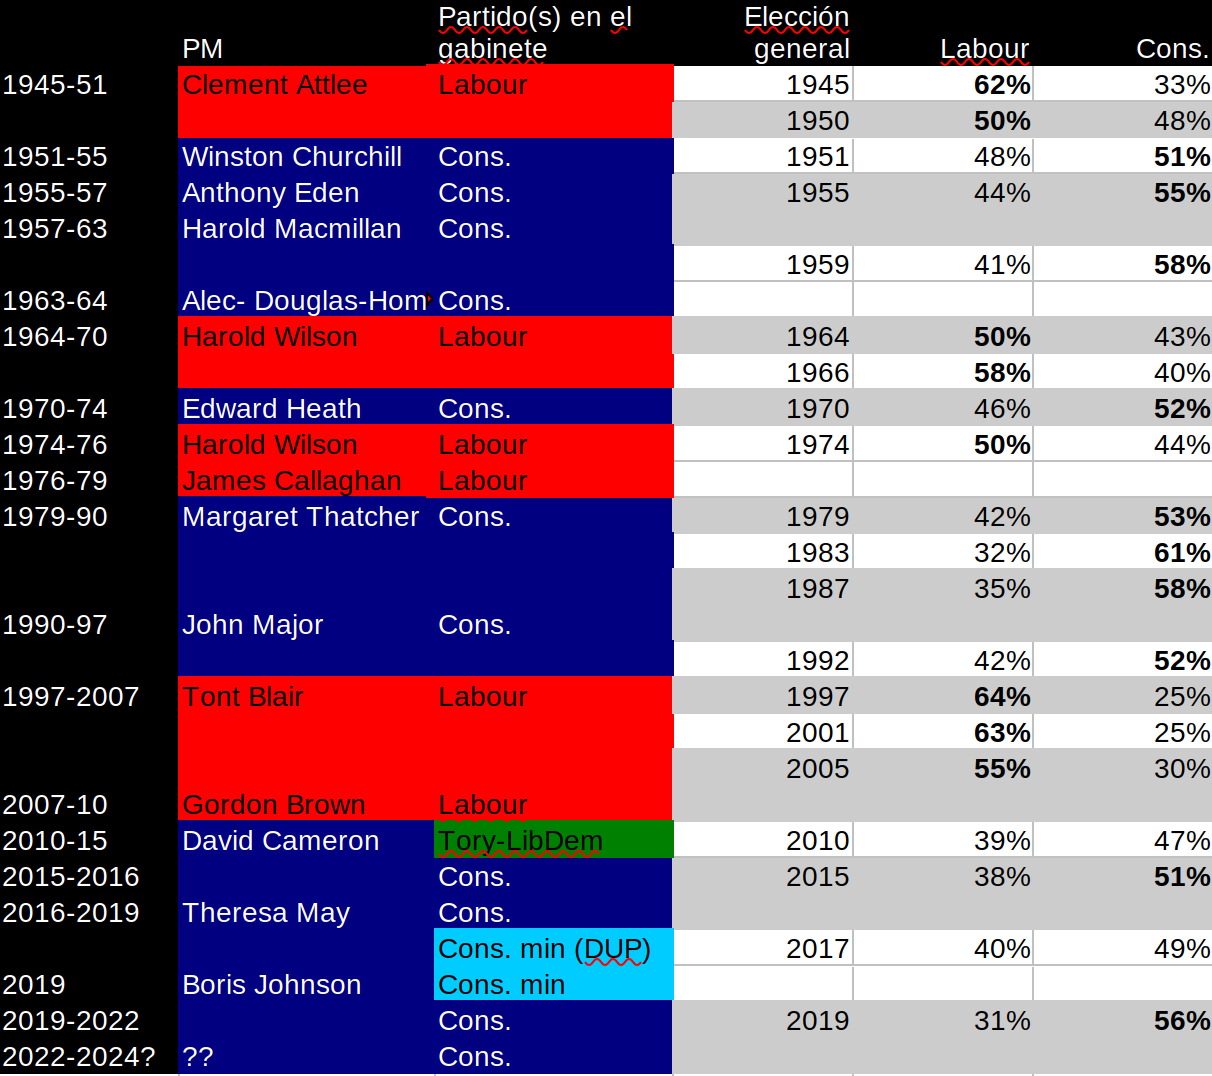 Partido(s) en el Elección
PM gabinete general Labour Cons.
1945-51 Clement Attlee Labour 1945 62% 33%
1950 50% 48%
1951-55 Winston Churchill Cons. 1951 48% 51%
1955-57 Anthony Eden Cons. 1955 44% 55%
1957-63 Harold Macmillan Cons.
1959 41% 58%
1963-64 Alec- Douglas-Hom Cons.
1964-70 Harold Wilson Labour 1964 50% 43%
1966 58% 40%
1970-74 Edward Heath Cons. 1970 46% 52%
1974-76 Harold Wilson Labour 1974 50% 44%
1976-79 James Callaghan Labour
1979-90 Margaret Thatcher Cons. 1979 42% 53%
1983 32% 61%
1987 35% 58%
1990-97 John Major Cons.
1992 42% 52%
1997-2007 Tont Blair Labour 1997 64% 25%
2001 63% 25%
2005 55% 30%
2007-10 Gordon Brown Labour
2010-15 David Cameron Tory-LibDem 2010 39% 47%
2015-2016 Cons. 2015 38% 51%
2016-2019 Theresa May Cons.
Cons. min (DUP) 2017 40% 49%
2019 Boris Johnson Cons. min
2019-2022 Cons. 2019 31% 56%
2022-2024? ?? Cons.